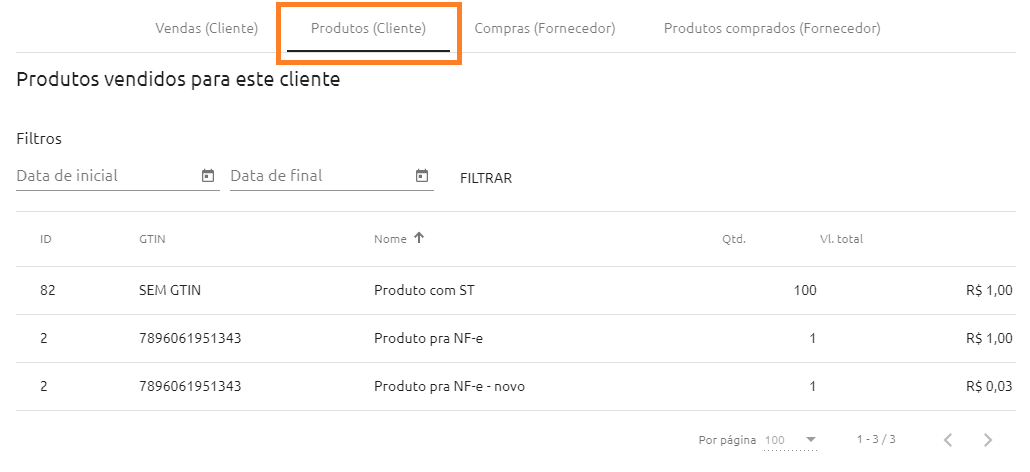 Vendas (Cliente) Produtos (Cliente) Compras (Fornecedor) Produtos comprados (Fornecedor)
Produtos vendidos para este cliente
Filtros
Data de inicial Data de final FILTRAR
ID GTIN Nome Qtd. Vl. total
82 SEM GTIN Produto com ST 100 R$ 1,00
2 7896061951343 Produto pra NF-e 1 R$ 1,00
2 7896061951343 Produto pra NF-e - novo 1 R$ 0,03
Por página 100 1 - 3 / 3